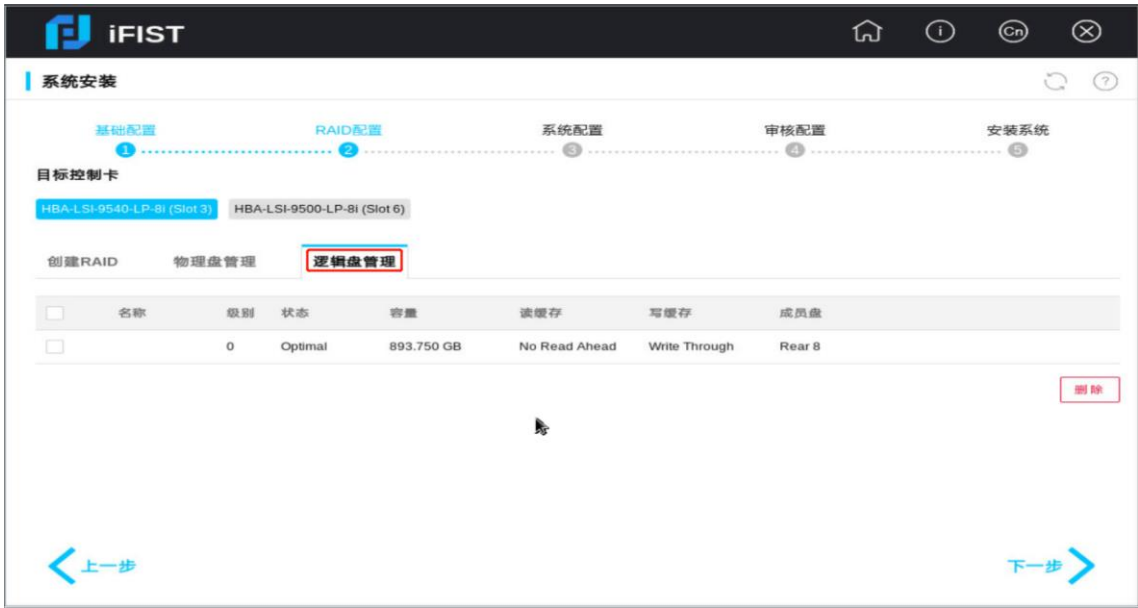 iFIST
Cn
系统安装
基础配置 RAID配置 系统配置 审核配置 安装系统
1 2 3 4 5
目标控制卡
HBA-LSI-9540-LP-8i (Slot 3) HBA-LSI-9500-LP-8i (Slot 6)
创建RAID 物理盘管理 逻辑盘管理
名称 级别 状态 容量 读缓存 写缓存 成员盘
0 Optimal 893.750 GB No Read Ahead Write Through Rear 8
删除
上一步 下一步